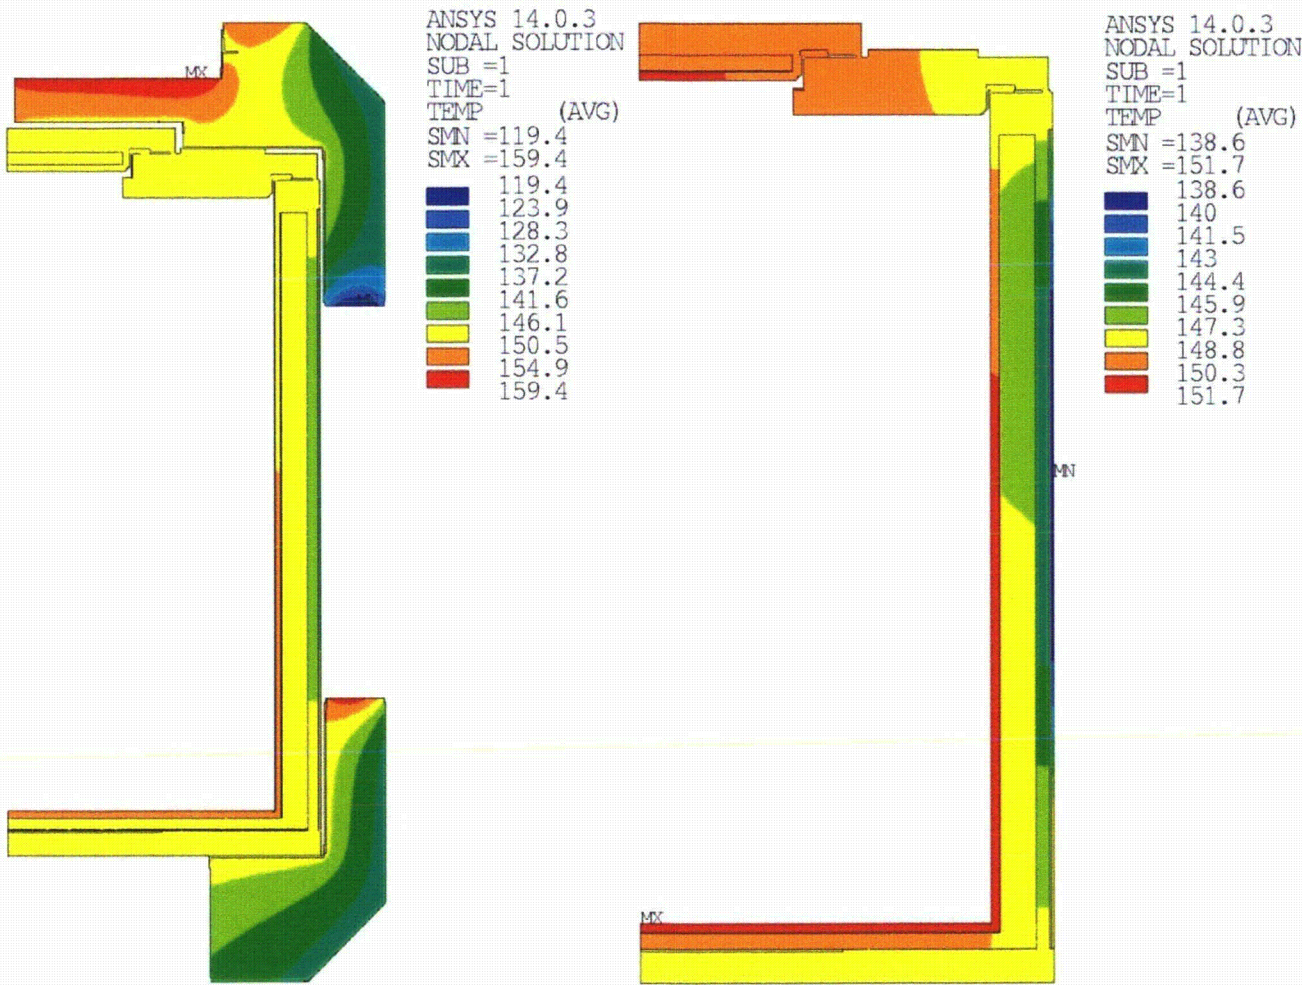 ANSYS 14.0.3
NODAL SOLUTION
SUB =1
TIME=1
TEMP (AVG)
SMN =119.4
SMX =159.4
119.4
123.9
128.3
132.8
137.2
141.6
146.1
150.5
154.9
159.4
MX
ANSYS 14.0.3
NODAL SOLUTION
SUB =1
TIME=1
TEMP (AVG)
SMN =138.6
SMX =151.7
138.6
140
141.5
143
144.4
145.9
147.3
148.8
150.3
151.7
MN
MX